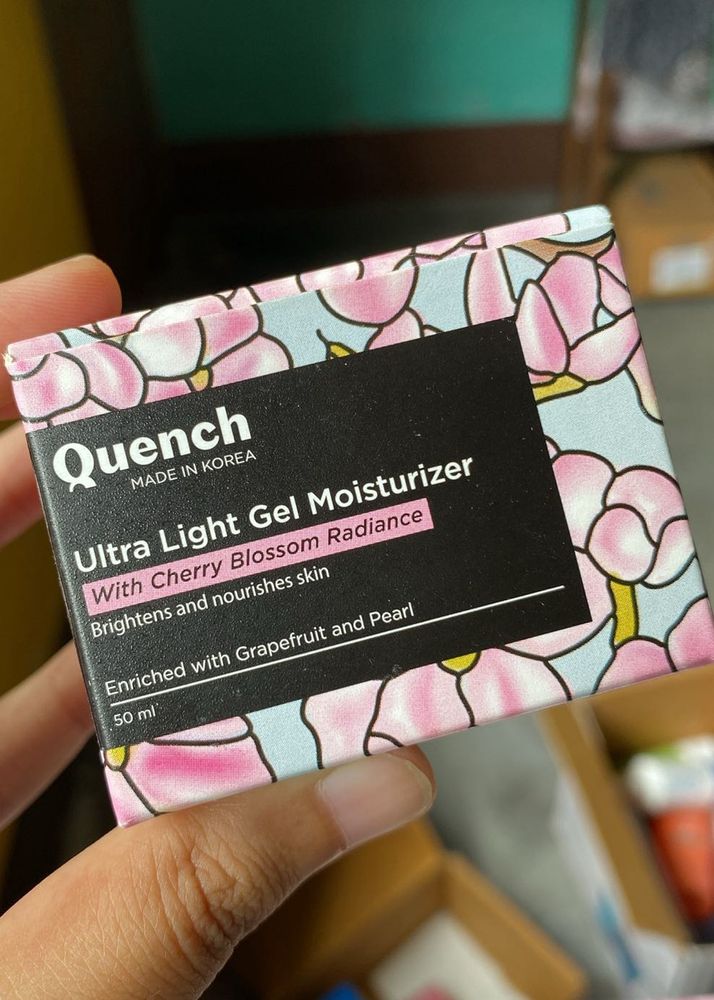 Quench
MADE IN KOREA
Ultra Light Gel Moisturizer
With Cherry Blossom Radiance
Brightens and nourishes skin
Enriched with Grapefruit and Pearl
50 ml